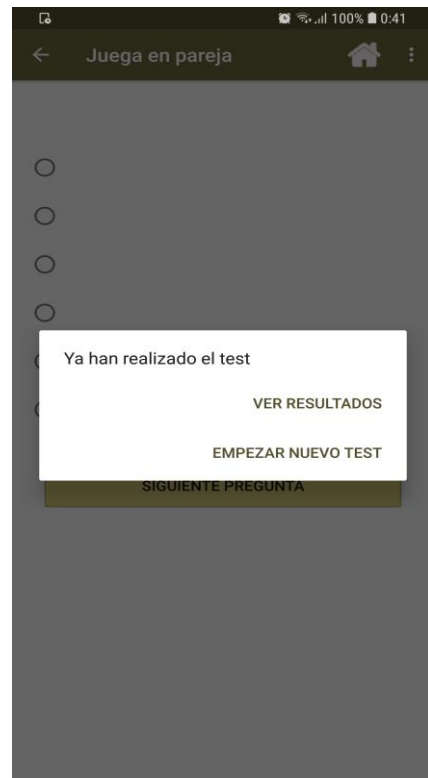 100% 0:41
Juega en pareja
Ya han realizado el test
VER RESULTADOS
EMPEZAR NUEVO TEST
SIGUIENTE PREGUNTA